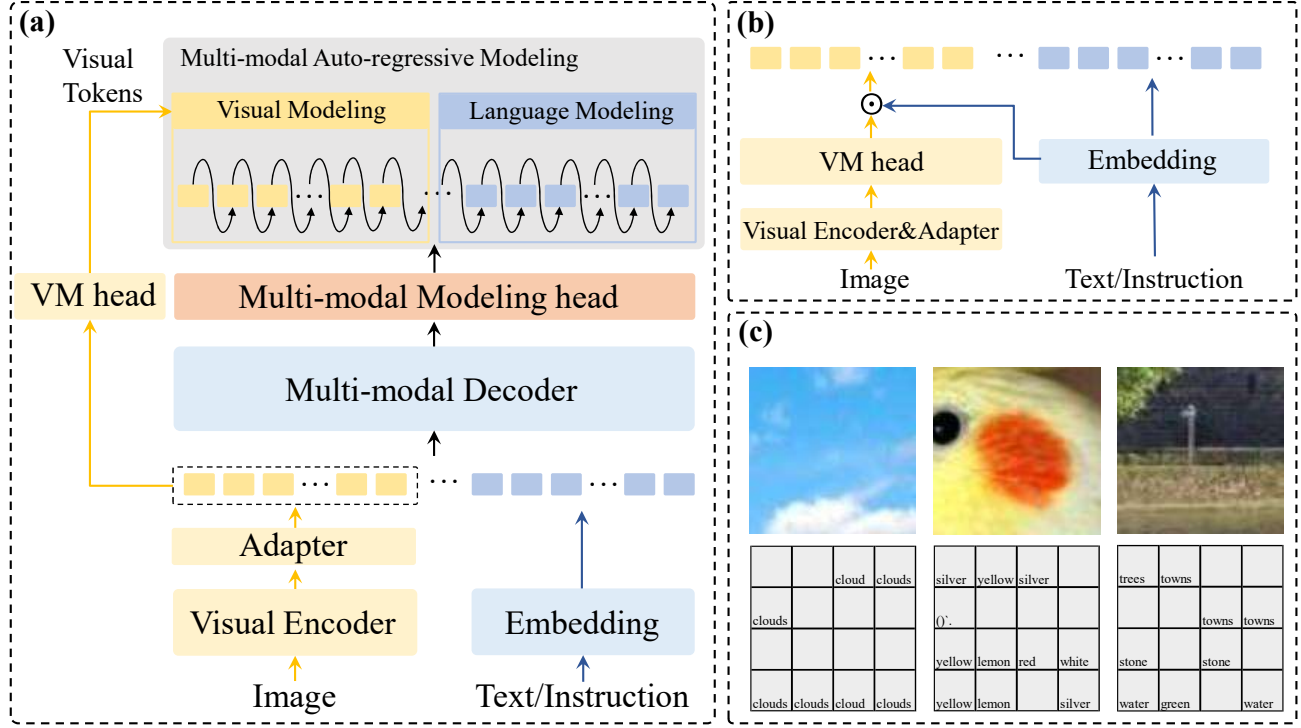 (a)
Visual
Tokens
Multi-modal Auto-regressive Modeling
Visual Modeling
Language Modeling
VM head
Multi-modal Modeling head
Multi-modal Decoder
Adapter
Visual Encoder
Embedding
Image
Text/Instruction
(b)
VM head
Embedding
Visual Encoder&Adapter
Image
Text/Instruction
(c)
cloud clouds
clouds
clouds clouds cloud clouds
silver yellow silver
()`.
yellow lemon red white
yellow lemon silver
trees towns
towns towns
stone stone
water green water